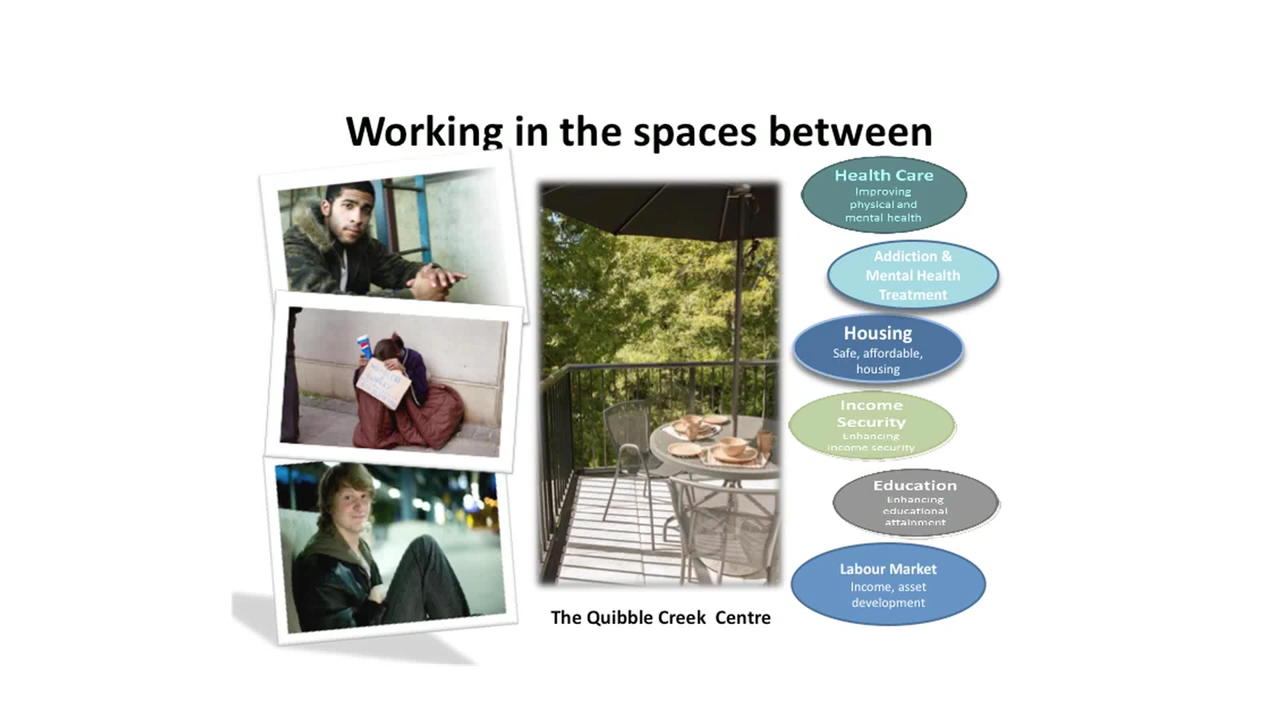 Working in the spaces between
Health Care
Improving
physical and
mental health
Addiction &
Mental Health
Treatment
Housing
Safe, affordable,
housing
Income
Security
Enhancing
income security
Education
Enhancing
educational
attainment
Labour Market
Income, asset
development
The Quibble Creek  Centre